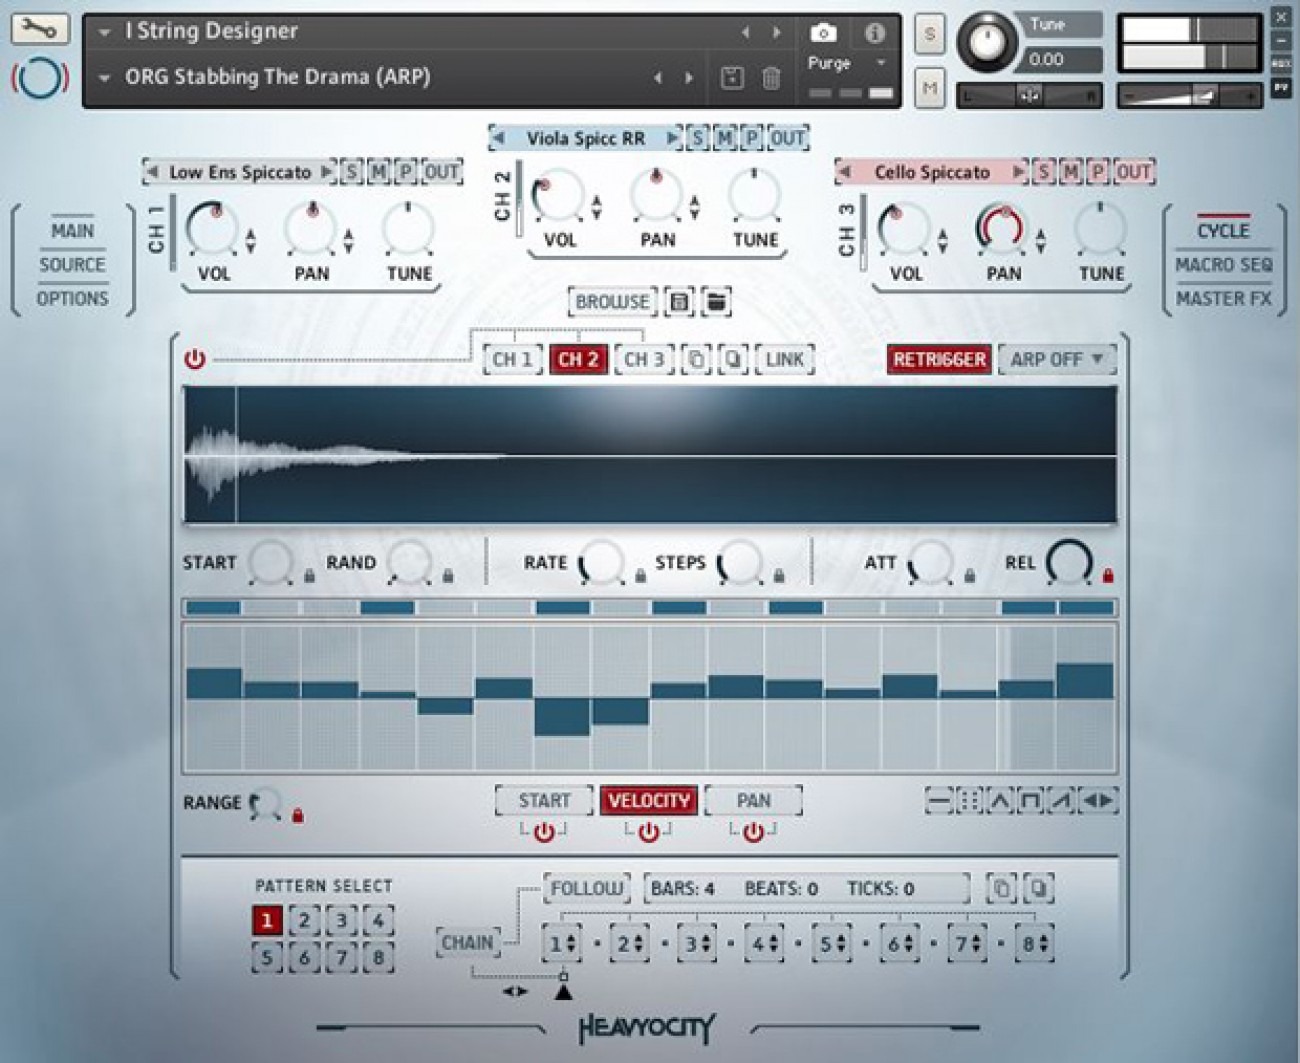 I String Designer
ORG Stabbing The Drama (ARP)
Purge
S
M
Tune
0.00
L R
AUX
PV
Viola Spicc RR S M P OUT
CH 2
VOL PAN TUNE
Low Ens Spiccato S M P OUT
CH 1
VOL PAN TUNE
Cello Spiccato S M P OUT
CH 3
VOL PAN TUNE
MAIN
SOURCE
OPTIONS
CYCLE
MACRO SEQ
MASTER FX
BROWSE
CH 1 CH 2 CH 3 LINK RETRIGGER ARP OFF
START RAND RATE STEPS ATT REL
RANGE START VELOCITY PAN
PATTERN SELECT
1 2 3 4
5 6 7 8
FOLLOW BARS: 4 BEATS: 0 TICKS: 0
CHAIN 1 2 3 4 5 6 7 8
HEAVYOCITY